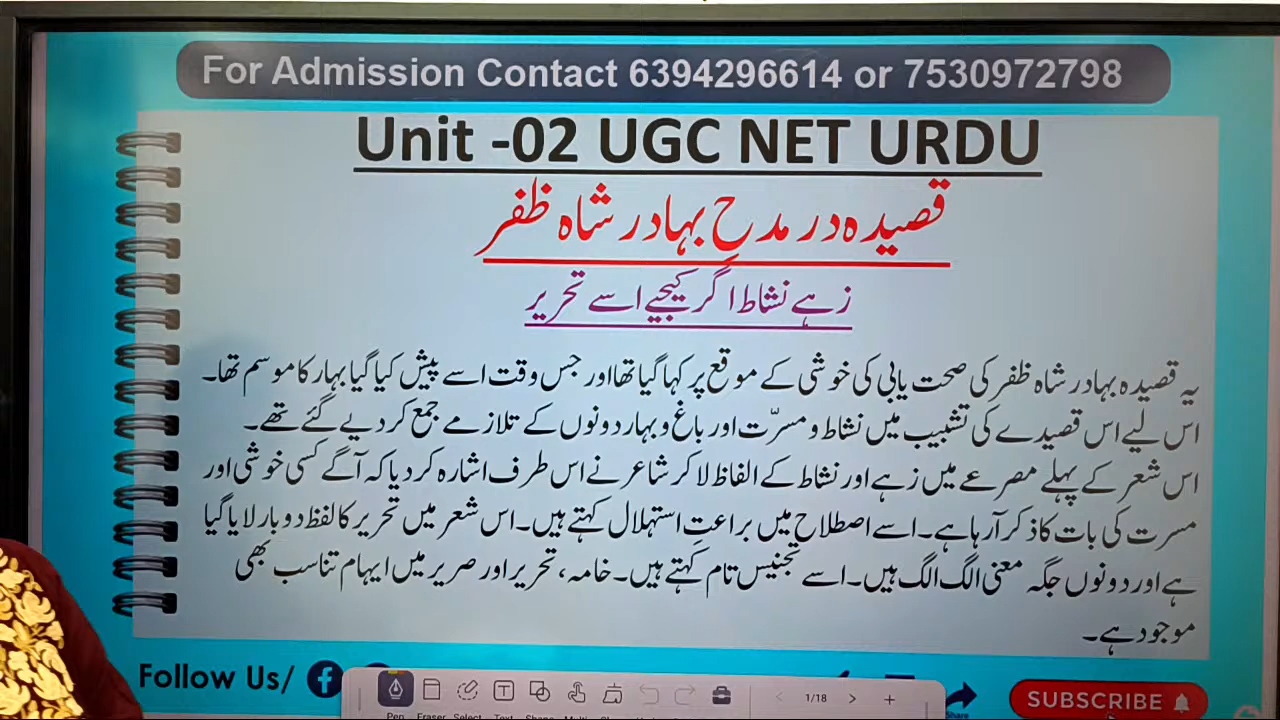 For Admission Contact 6394296614 or 7530972798
Unit -02 UGC NET URDU
قصیدہ در مدحِ بہادر شاہ ظفر
زہے نشاط اگر کیجیے اسے تحریر
یہ قصیدہ بہادر شاہ ظفر کی صحت یابی کی خوشی کے موقع پر کہا گیا تھا اور جس وقت اسے پیش کیا گیا بہار کا موسم تھا۔
اس لیے اس قصیدے کی تشبیب میں نشاط و مسرّت اور باغ و بہار دونوں کے تلازمے جمع کر دیے گئے تھے۔
اس شعر کے پہلے مصرعے میں زہے اور نشاط کے الفاظ لا کر شاعر نے اس طرف اشارہ کر دیا کہ آگے کسی خوشی اور
مسرت کی بات کا ذکر آ رہا ہے۔ اسے اصطلاح میں براعتِ استہلال کہتے ہیں۔ اس شعر میں تحریر کا لفظ دو بار لایا گیا
ہے اور دونوں جگہ معنی الگ الگ ہیں۔ اسے تجنیس تام کہتے ہیں۔ خامہ، تحریر اور صریر میں ایہام تناسب بھی
موجود ہے۔
Follow Us/
1/18
Pen Eraser Select Text
Share
SUBSCRIBE